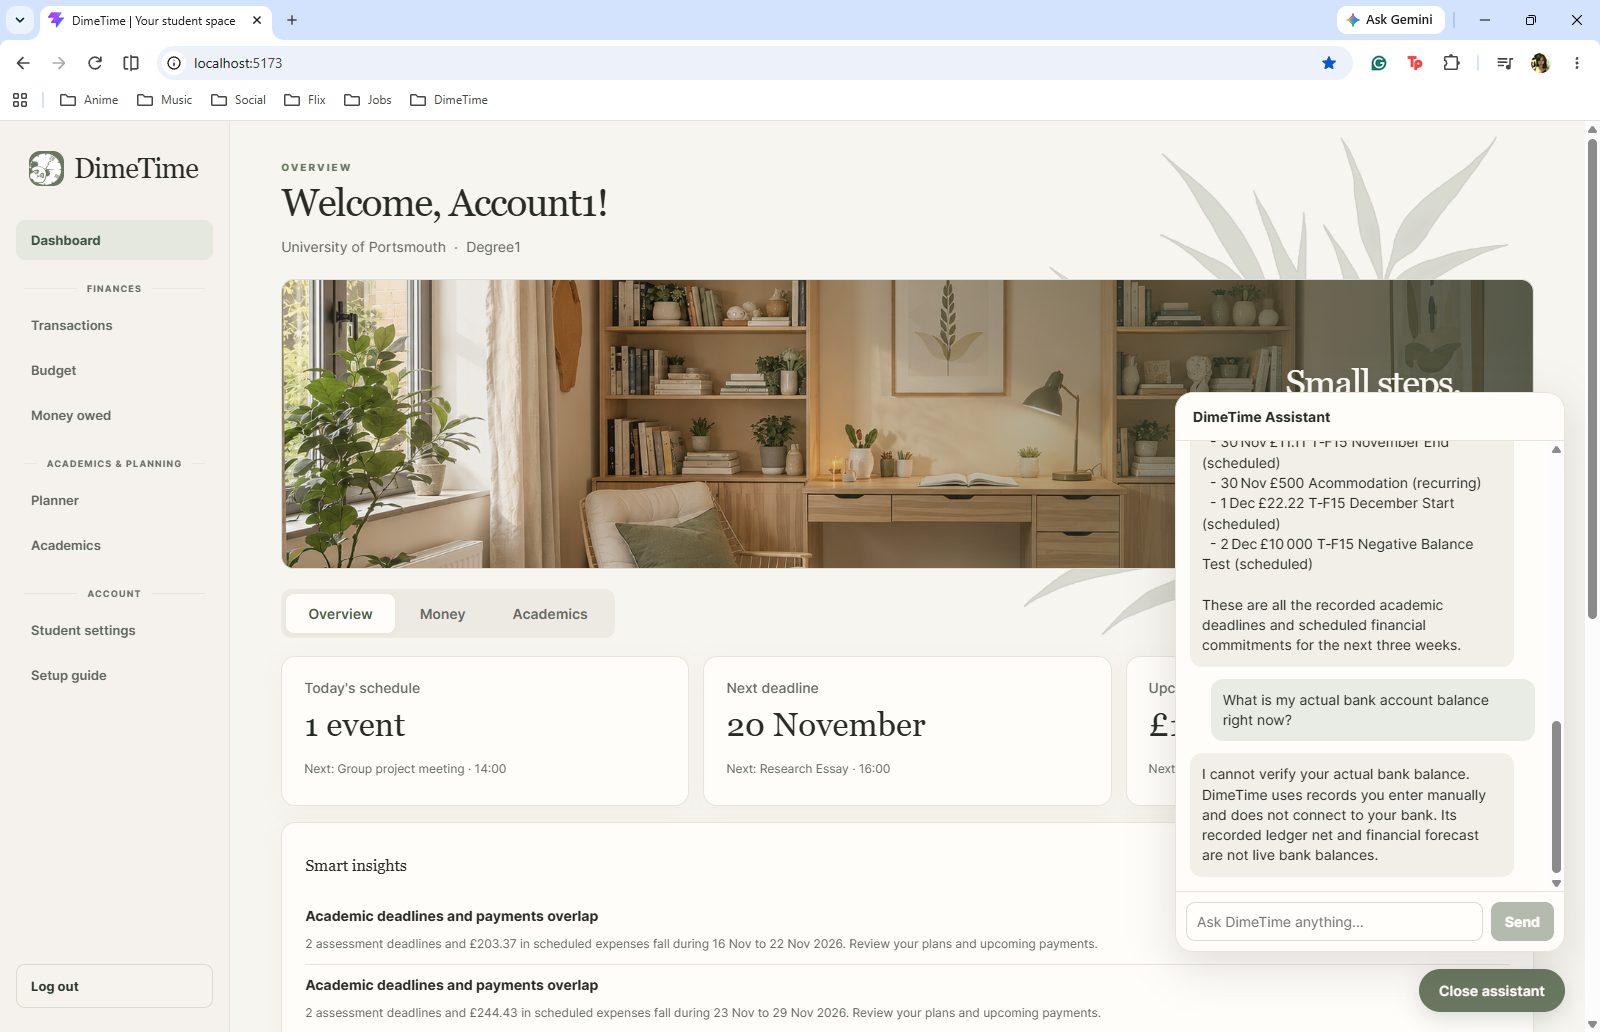 DimeTime | Your student space
Ask Gemini
localhost:5173
Anime
Music
Social
Flix
Jobs
DimeTime
DimeTime
Dashboard
FINANCES
Transactions
Budget
Money owed
ACADEMICS & PLANNING
Planner
Academics
ACCOUNT
Student settings
Setup guide
Log out
OVERVIEW
Welcome, Account1!
University of Portsmouth · Degree1
Small steps.
Overview
Money
Academics
Today's schedule
1 event
Next: Group project meeting · 14:00
Next deadline
20 November
Next: Research Essay · 16:00
Next
Smart insights
Academic deadlines and payments overlap
2 assessment deadlines and £203.37 in scheduled expenses fall during 16 Nov to 22 Nov 2026. Review your plans and upcoming payments.
Academic deadlines and payments overlap
2 assessment deadlines and £244.43 in scheduled expenses fall during 23 Nov to 29 Nov 2026. Review your plans and upcoming payments.
DimeTime Assistant
- 30 Nov £11.11 T-F15 November End
(scheduled)
- 30 Nov £500 Acommodation (recurring)
- 1 Dec £22.22 T-F15 December Start
(scheduled)
- 2 Dec £10 000 T-F15 Negative Balance
Test (scheduled)
These are all the recorded academic
deadlines and scheduled financial
commitments for the next three weeks.
What is my actual bank account balance
right now?
I cannot verify your actual bank balance.
DimeTime uses records you enter manually
and does not connect to your bank. Its
recorded ledger net and financial forecast
are not live bank balances.
Ask DimeTime anything...
Send
Close assistant